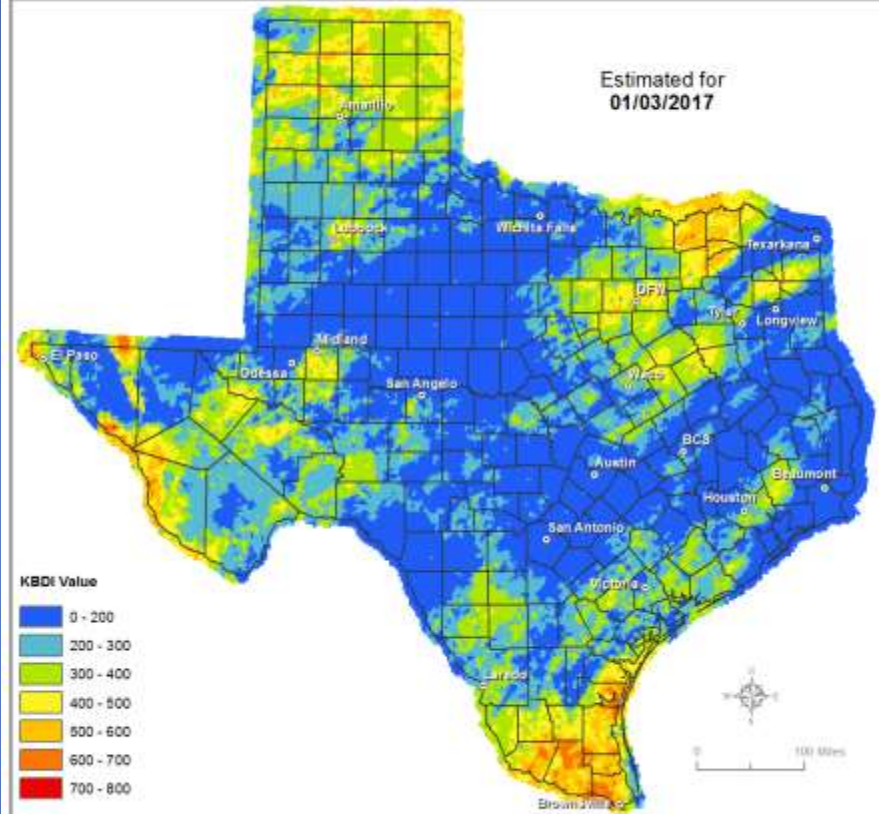 Estimated for
01/03/2017
Amarillo
Lubbock
Wichita Falls
Texarkana
DFW
Tyler
Longview
El Paso
Midland
Odessa
San Angelo
Waco
BCS
Austin
Beaumont
Houston
San Antonio
Victoria
Laredo
Brownsville
KBDI Value
0 - 200
200 - 300
300 - 400
400 - 500
500 - 600
600 - 700
700 - 800
0 100 Miles